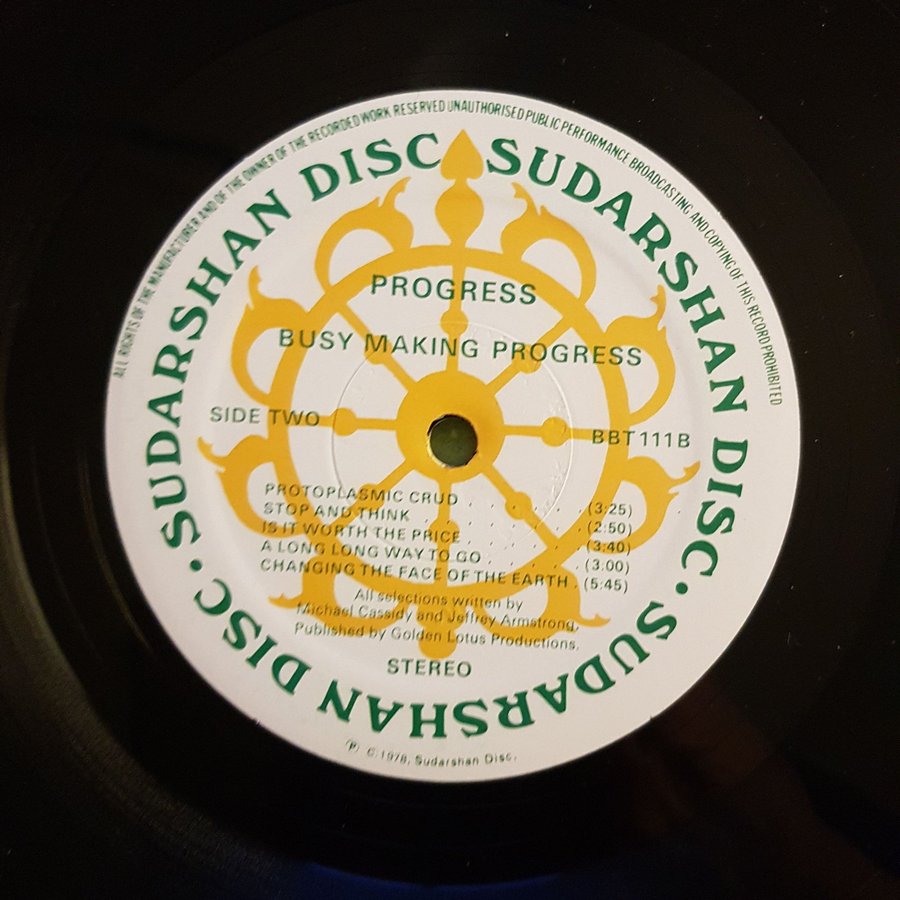 ALL RIGHTS OF THE MANUFACTURER AND OF THE OWNER OF THE RECORDED WORK RESERVED UNAUTHORISED PUBLIC PERFORMANCE BROADCASTING AND COPYING OF THIS RECORD PROHIBITED
SUDARSHAN DISC · SUDARSHAN DISC · SUDARSHAN DISC
PROGRESS
BUSY MAKING PROGRESS
SIDE TWO
BBT111B
PROTOPLASMIC CRUD . . . . . . . (3:25)
STOP AND THINK . . . . . . . . . (2:50)
IS IT WORTH THE PRICE . . . . . . (3:40)
A LONG LONG WAY TO GO . . . . . (3.00)
CHANGING THE FACE OF THE EARTH . (5:45)
All selections written by
Michael Cassidy and Jeffrey Armstrong.
Published by Golden Lotus Productions.
STEREO
℗ C.1978, Sudarshan Disc.